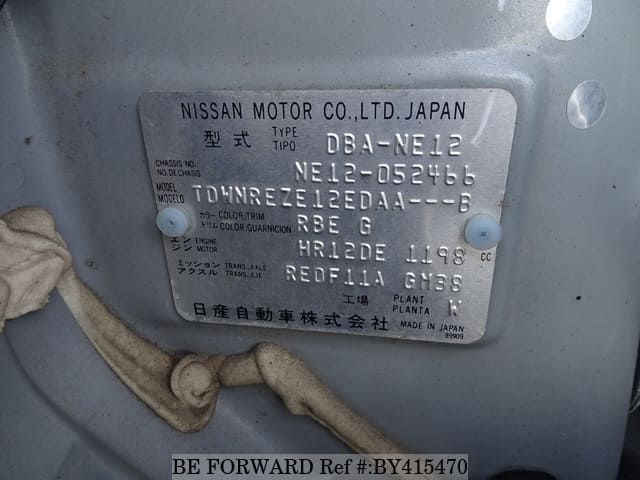 NISSAN MOTOR CO.,LTD. JAPAN
型式 TYPE TIPO DBA-NE12
CHASSIS NO. NO. DE CHASIS NE12-052466
MODEL MODELO TDWNREZE12EDAA---B
カラー COLOR,TRIM トリム COLOR,GUARNICION RBE G
エンジン ENGINE MOTOR HR12DE 1198 CC
ミッション TRANS.,AXLE アクスル TRANS.,EJE RE0F11A GM38
工場 PLANT PLANTA W
日産自動車株式会社 MADE IN JAPAN
89909
BE FORWARD Ref #:BY415470